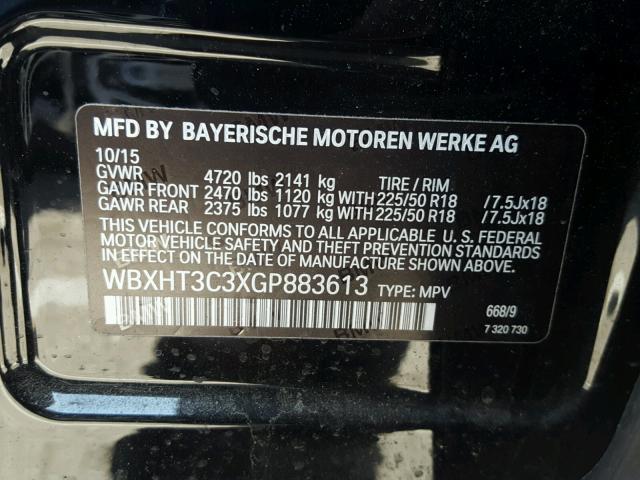 MFD BY BAYERISCHE MOTOREN WERKE AG
10/15
GVWR 4720 lbs 2141 kg TIRE / RIM
GAWR FRONT 2470 lbs 1120 kg WITH 225/50 R18 /7.5Jx18
GAWR REAR 2375 lbs 1077 kg WITH 225/50 R18 /7.5Jx18
THIS VEHICLE CONFORMS TO ALL APPLICABLE U. S. FEDERAL
MOTOR VEHICLE SAFETY AND THEFT PREVENTION STANDARDS
IN EFFECT ON THE DATE OF MANUFACTURE SHOWN ABOVE.
WBXHT3C3XGP883613 TYPE: MPV
668/9
7 320 730